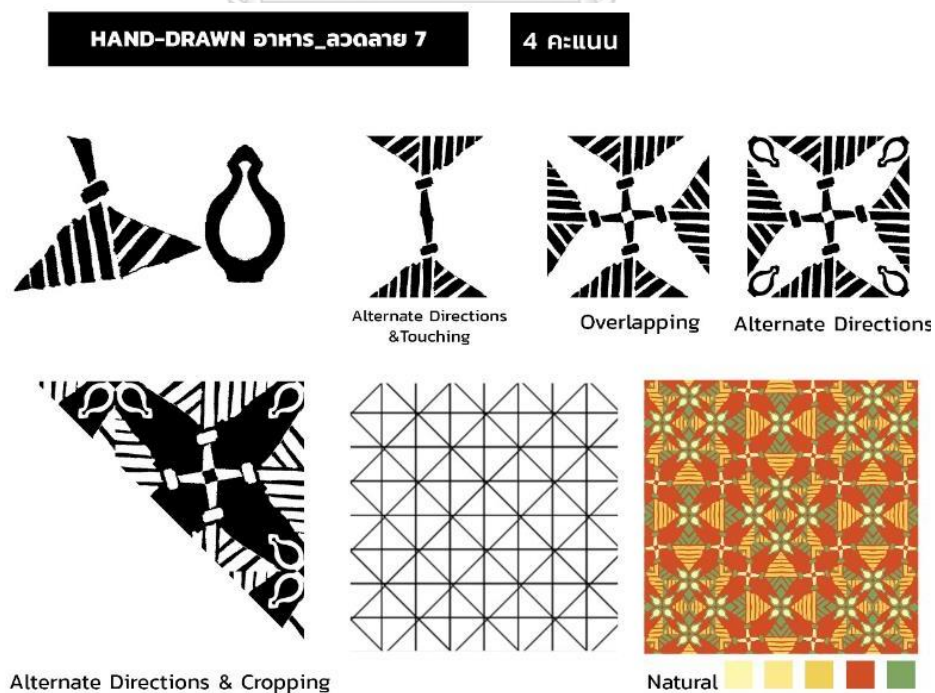 HAND-DRAWN อาหาร_ลวดลาย 7
4 คะแนน
Alternate Directions
&Touching
Overlapping
Alternate Directions
Alternate Directions & Cropping
Natural